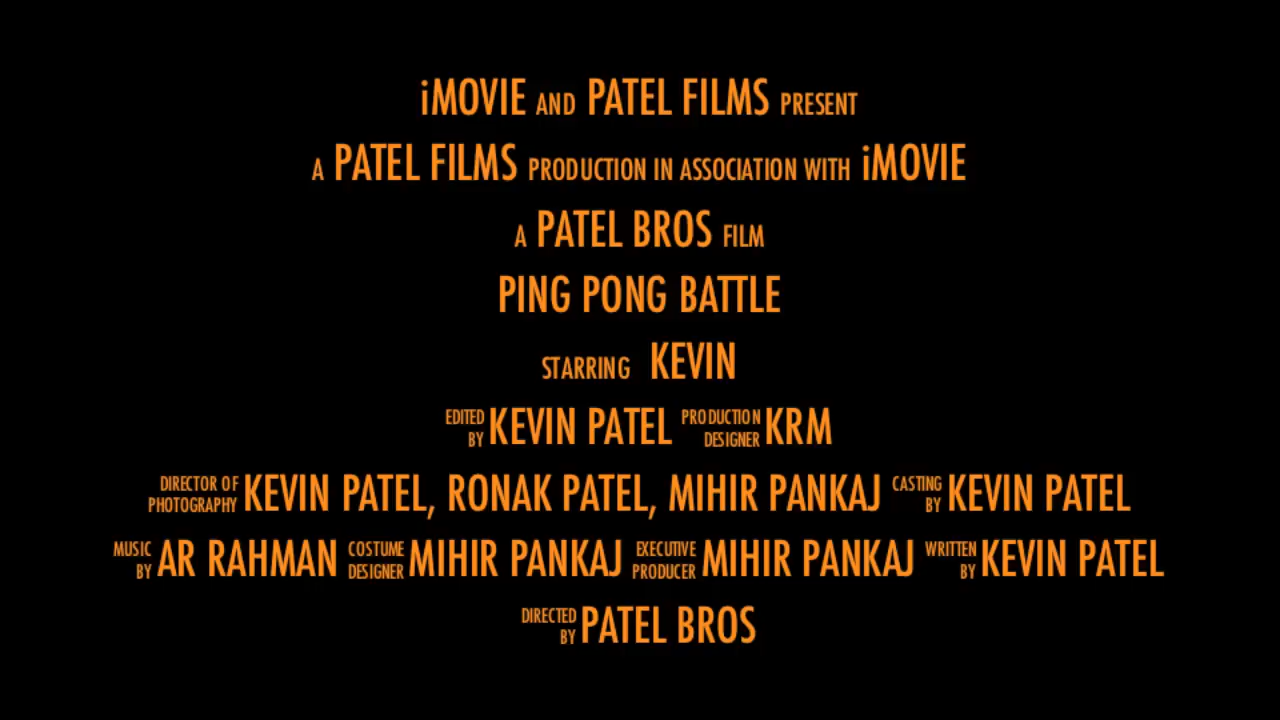 iMOVIE AND PATEL FILMS PRESENT
A PATEL FILMS PRODUCTION IN ASSOCIATION WITH iMOVIE
A PATEL BROS FILM
PING PONG BATTLE
STARRING KEVIN
EDITED BY KEVIN PATEL PRODUCTION DESIGNER KRM
DIRECTOR OF PHOTOGRAPHY KEVIN PATEL, RONAK PATEL, MIHIR PANKAJ CASTING BY KEVIN PATEL
MUSIC BY AR RAHMAN COSTUME DESIGNER MIHIR PANKAJ EXECUTIVE PRODUCER MIHIR PANKAJ WRITTEN BY KEVIN PATEL
DIRECTED BY PATEL BROS